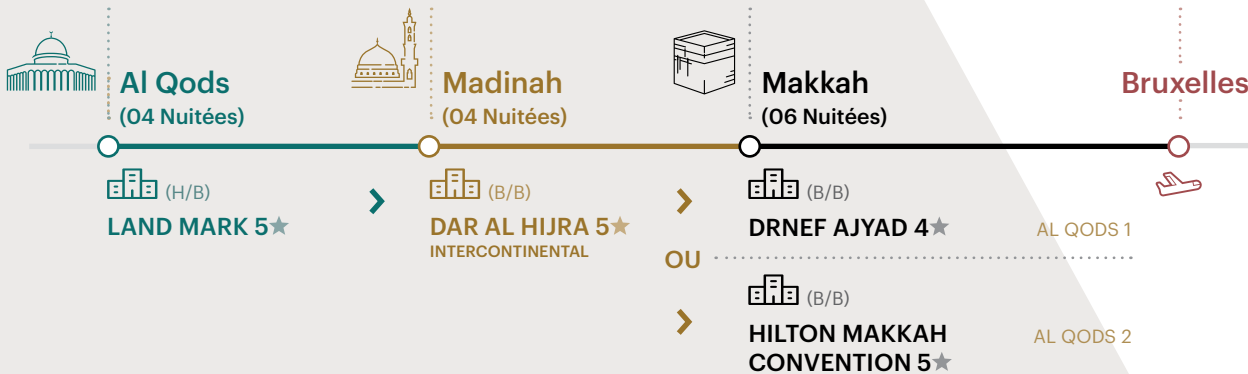 Al Qods
(04 Nuitées)
Madinah
(04 Nuitées)
Makkah
(06 Nuitées)
Bruxelles
(H/B)
LAND MARK 5★
(B/B)
DAR AL HIJRA 5★
INTERCONTINENTAL
(B/B)
DRNEF AJYAD 4★
AL QODS 1
OU
(B/B)
HILTON MAKKAH
CONVENTION 5★
AL QODS 2